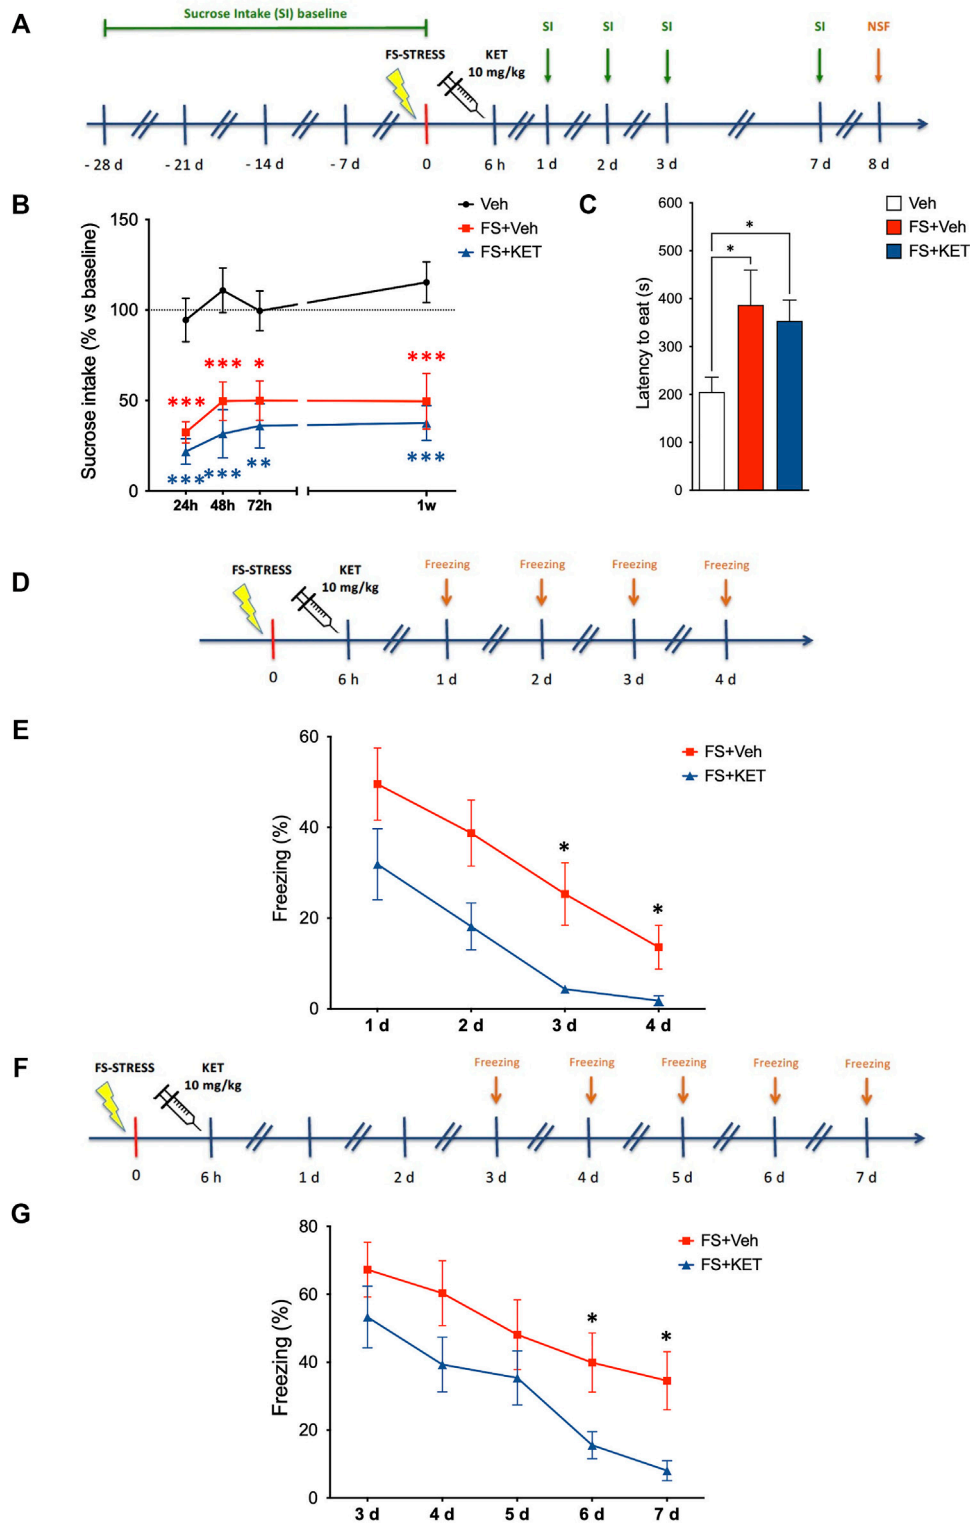 A
Sucrose Intake (SI) baseline
FS-STRESS
KET
10 mg/kg
SI SI SI SI NSF
- 28 d - 21 d - 14 d - 7 d 0 6 h 1 d 2 d 3 d 7 d 8 d
B
Sucrose intake (% vs baseline)
150
100
50
0
Veh
FS+Veh
FS+KET
*** * ***
***
** ***
*** ***
24h 48h 72h 1w
C
Latency to eat (s)
600
500
400
300
200
100
0
Veh
FS+Veh
FS+KET
*
*
D
FS-STRESS
KET
10 mg/kg
Freezing Freezing Freezing Freezing
0 6 h 1 d 2 d 3 d 4 d
E
Freezing (%)
60
40
20
0
FS+Veh
FS+KET
*
*
1 d 2 d 3 d 4 d
F
FS-STRESS
KET
10 mg/kg
Freezing Freezing Freezing Freezing Freezing
0 6 h 1 d 2 d 3 d 4 d 5 d 6 d 7 d
G
Freezing (%)
80
60
40
20
0
FS+Veh
FS+KET
*
*
3 d 4 d 5 d 6 d 7 d